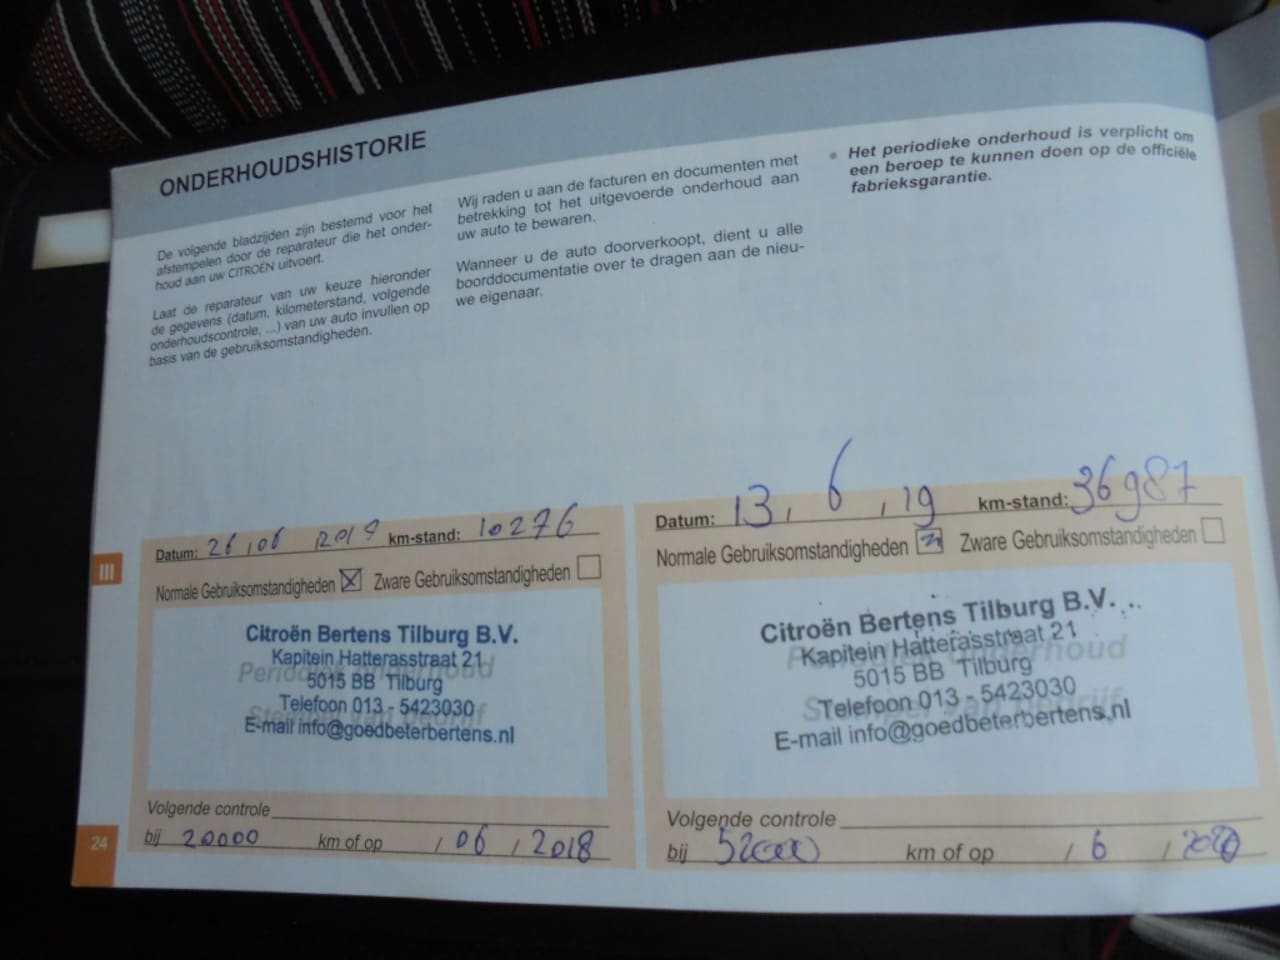 ONDERHOUDSHISTORIE
De volgende bladzijden zijn bestemd voor het
afstempelen door de reparateur die het onder-
houd aan uw CITROËN uitvoert.
Laat de reparateur van uw keuze hieronder
de gegevens (datum, kilometerstand, volgende
onderhoudscontrole, ...) van uw auto invullen op
basis van de gebruiksomstandigheden.
Wij raden u aan de facturen en documenten met
betrekking tot het uitgevoerde onderhoud aan
uw auto te bewaren.
Wanneer u de auto doorverkoopt, dient u alle
boorddocumentatie over te dragen aan de nieu-
we eigenaar.
• Het periodieke onderhoud is verplicht om
een beroep te kunnen doen op de officiële
fabrieksgarantie.
III
Datum: 26, 06 km-stand: 10276
Normale Gebruiksomstandigheden Zware Gebruiksomstandigheden
Citroën Bertens Tilburg B.V.
Kapitein Hatterasstraat 21
5015 BB Tilburg
Telefoon 013 - 5423030
E-mail info@goedbeterbertens.nl
Volgende controle
bij 20000 km of op / 06 / 2018
Datum: 13, 6, 19 km-stand: 36987
Normale Gebruiksomstandigheden Zware Gebruiksomstandigheden
Citroën Bertens Tilburg B.V.
Kapitein Hatterasstraat 21
5015 BB Tilburg
Telefoon 013 - 5423030
E-mail info@goedbeterbertens.nl
Volgende controle
bij 52000 km of op / 6 /
24